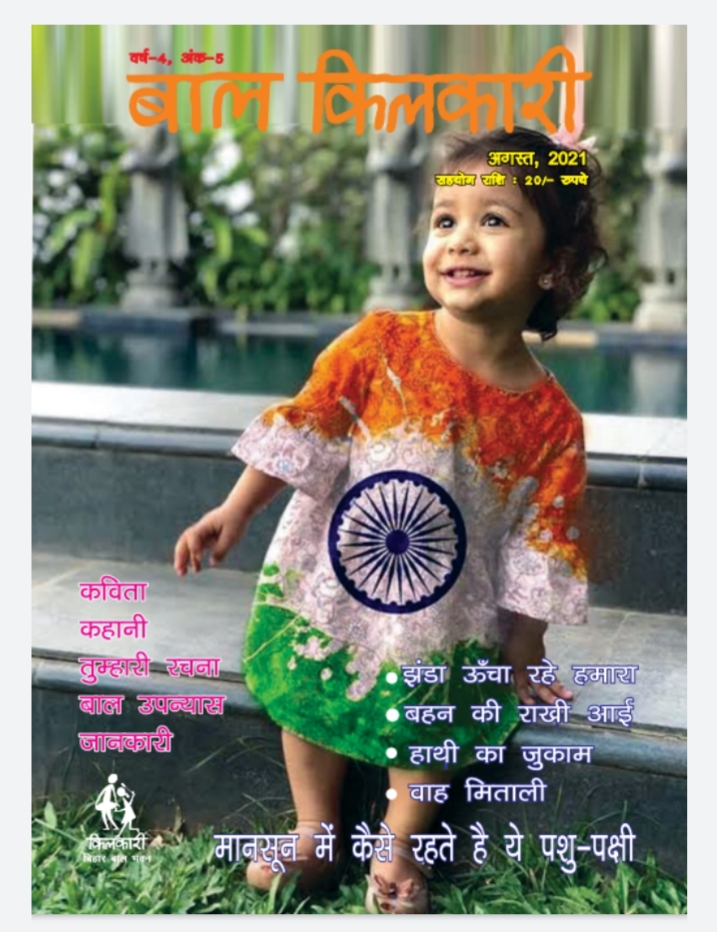 वर्ष-4, अंक-5
बाल किलकारी
अगस्त, 2021
सहयोग राशि : 20/- रुपये
कविता
कहानी
तुम्हारी रचना
बाल उपन्यास
जानकारी
• झंडा ऊँचा रहे हमारा
• बहन की राखी आई
• हाथी का जुकाम
• वाह मिताली
किलकारी
बिहार बाल भवन
मानसून में कैसे रहते है ये पशु-पक्षी